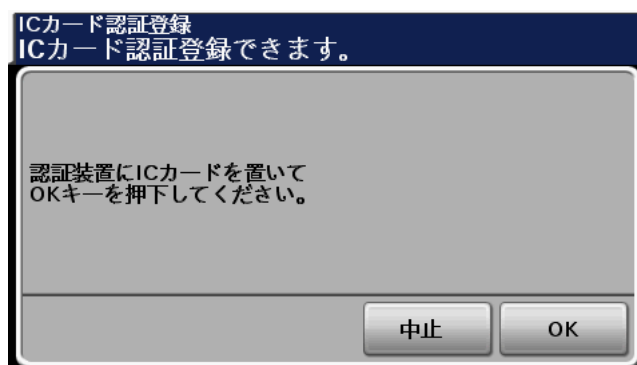 ICカード認証登録
ICカード認証登録できます。
認証装置にICカードを置いて
OKキーを押下してください。
中止
OK